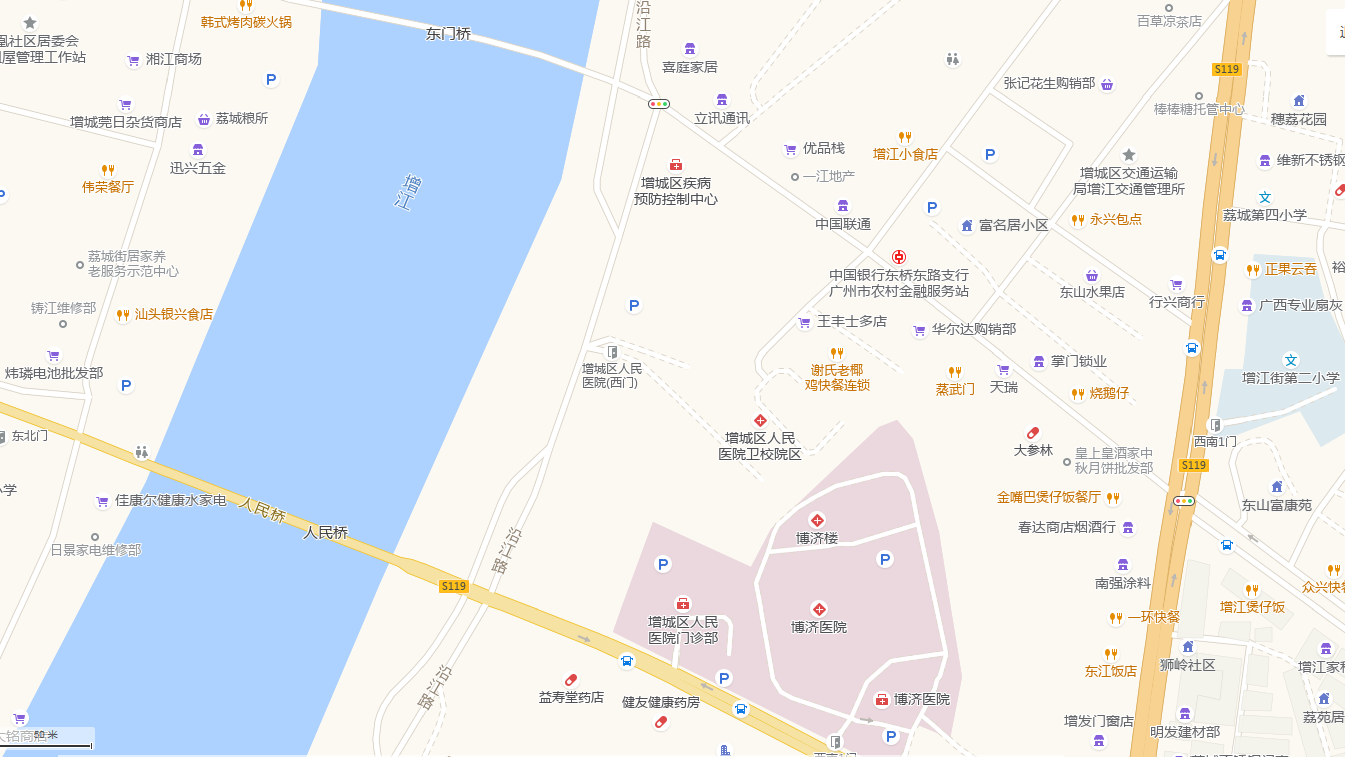 韩式烤肉碳火锅
东门桥
沿江路
百草凉茶店
凰社区居委会
屋管理工作站
湘江商场
喜庭家居
S119
张记花生购销部
棒棒糖托管中心
穗荔花园
增城莞日杂货商店
荔城粮所
立讯通讯
优品栈
增江小食店
维新不锈钢
迅兴五金
增城区疾病
预防控制中心
一江地产
增城区交通运输
局增江交通管理所
伟荣餐厅
增江
中国联通
富名居小区
永兴包点
荔城第四小学
荔城街居家养
老服务示范中心
中国银行东桥东路支行
广州市农村金融服务站
正果云吞
裕
东山水果店
行兴商行
广西专业扇灰
铸江维修部
汕头银兴食店
王丰士多店
华尔达购销部
炜璘电池批发部
增城区人民
医院(西门)
谢氏老椰
鸡快餐连锁
蒸武门
天瑞
掌门锁业
烧鹅仔
增江街第二小学
东北门
增城区人民
医院卫校院区
大参林
皇上皇酒家中
秋月饼批发部
西南1门
S119
小学
佳康尔健康水家电
人民桥
人民桥
金嘴巴煲仔饭餐厅
春达商店烟酒行
东山富康苑
日景家电维修部
沿江路
博济楼
南强涂料
众兴快餐
S119
增城区人民
医院门诊部
博济医院
一环快餐
增江煲仔饭
沿江路
益寿堂药店
健友健康药房
博济医院
东江饭店
狮岭社区
增江家私
荔苑居
大铭商店
米
增发门窗店
明发建材部